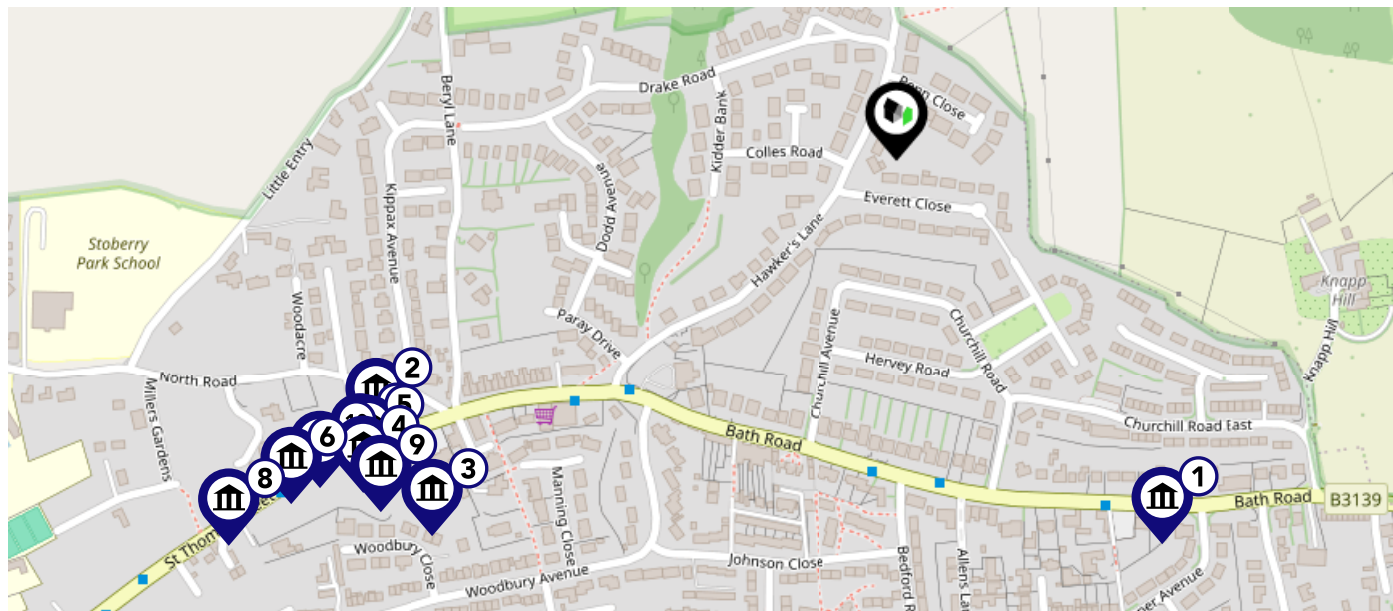 Penn Close
Drake Road
Beryl Lane
Kidder Bank
Colles Road
Little Entry
Kippax Avenue
Dodd Avenue
Everett Close
Stoberry
Park School
Hawker's Lane
Knapp
Hill
Woodacre
Paray Drive
Churchill Avenue
Churchill Road
Hervey Road
Knapp Hill
North Road
Millers Gardens
2
5
4
6
9
3
8
1
Churchill Road East
Bath Road
Bath Road
B3139
St Thom
Manning Close
Woodbury Close
Woodbury Avenue
Johnson Close
Bedford R
Allens La
Avenue